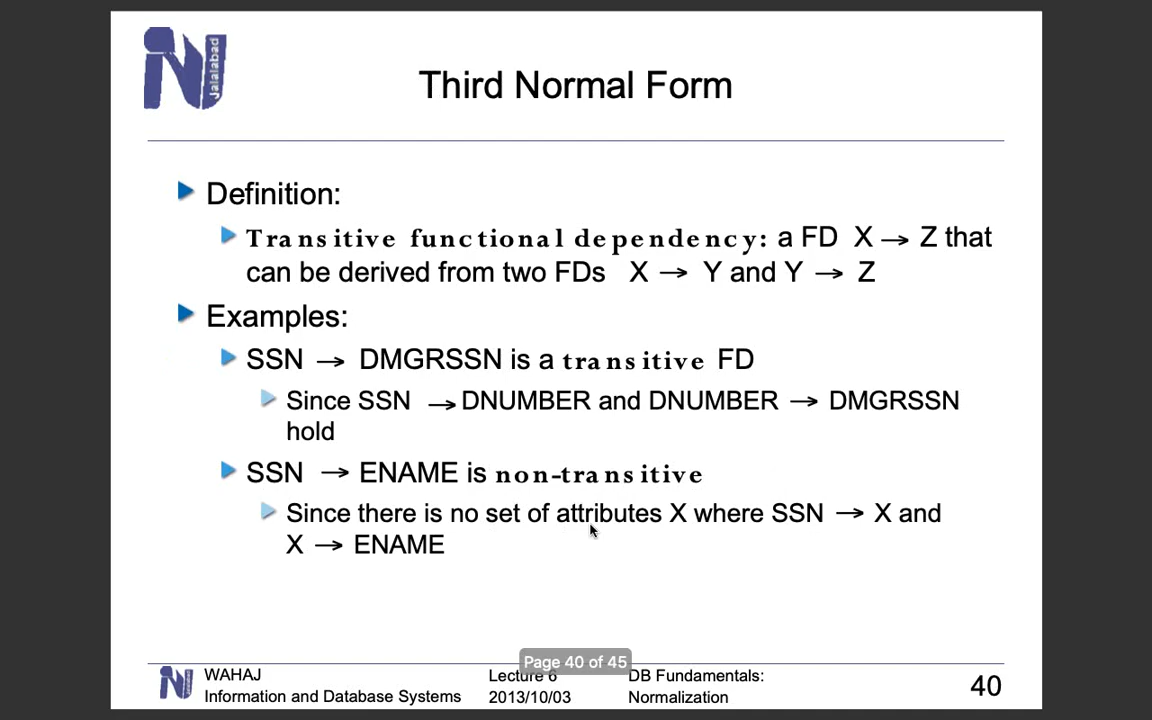 Jalalabad
Third Normal Form
Definition:
Transitive functional dependency: a FD X → Z that
can be derived from two FDs X → Y and Y → Z
Examples:
SSN → DMGRSSN is a transitive FD
Since SSN → DNUMBER and DNUMBER → DMGRSSN
hold
SSN → ENAME is non-transitive
Since there is no set of attributes X where SSN → X and
X → ENAME
Page 40 of 45
WAHAJ
Information and Database Systems
Lecture 6
2013/10/03
DB Fundamentals:
Normalization
40